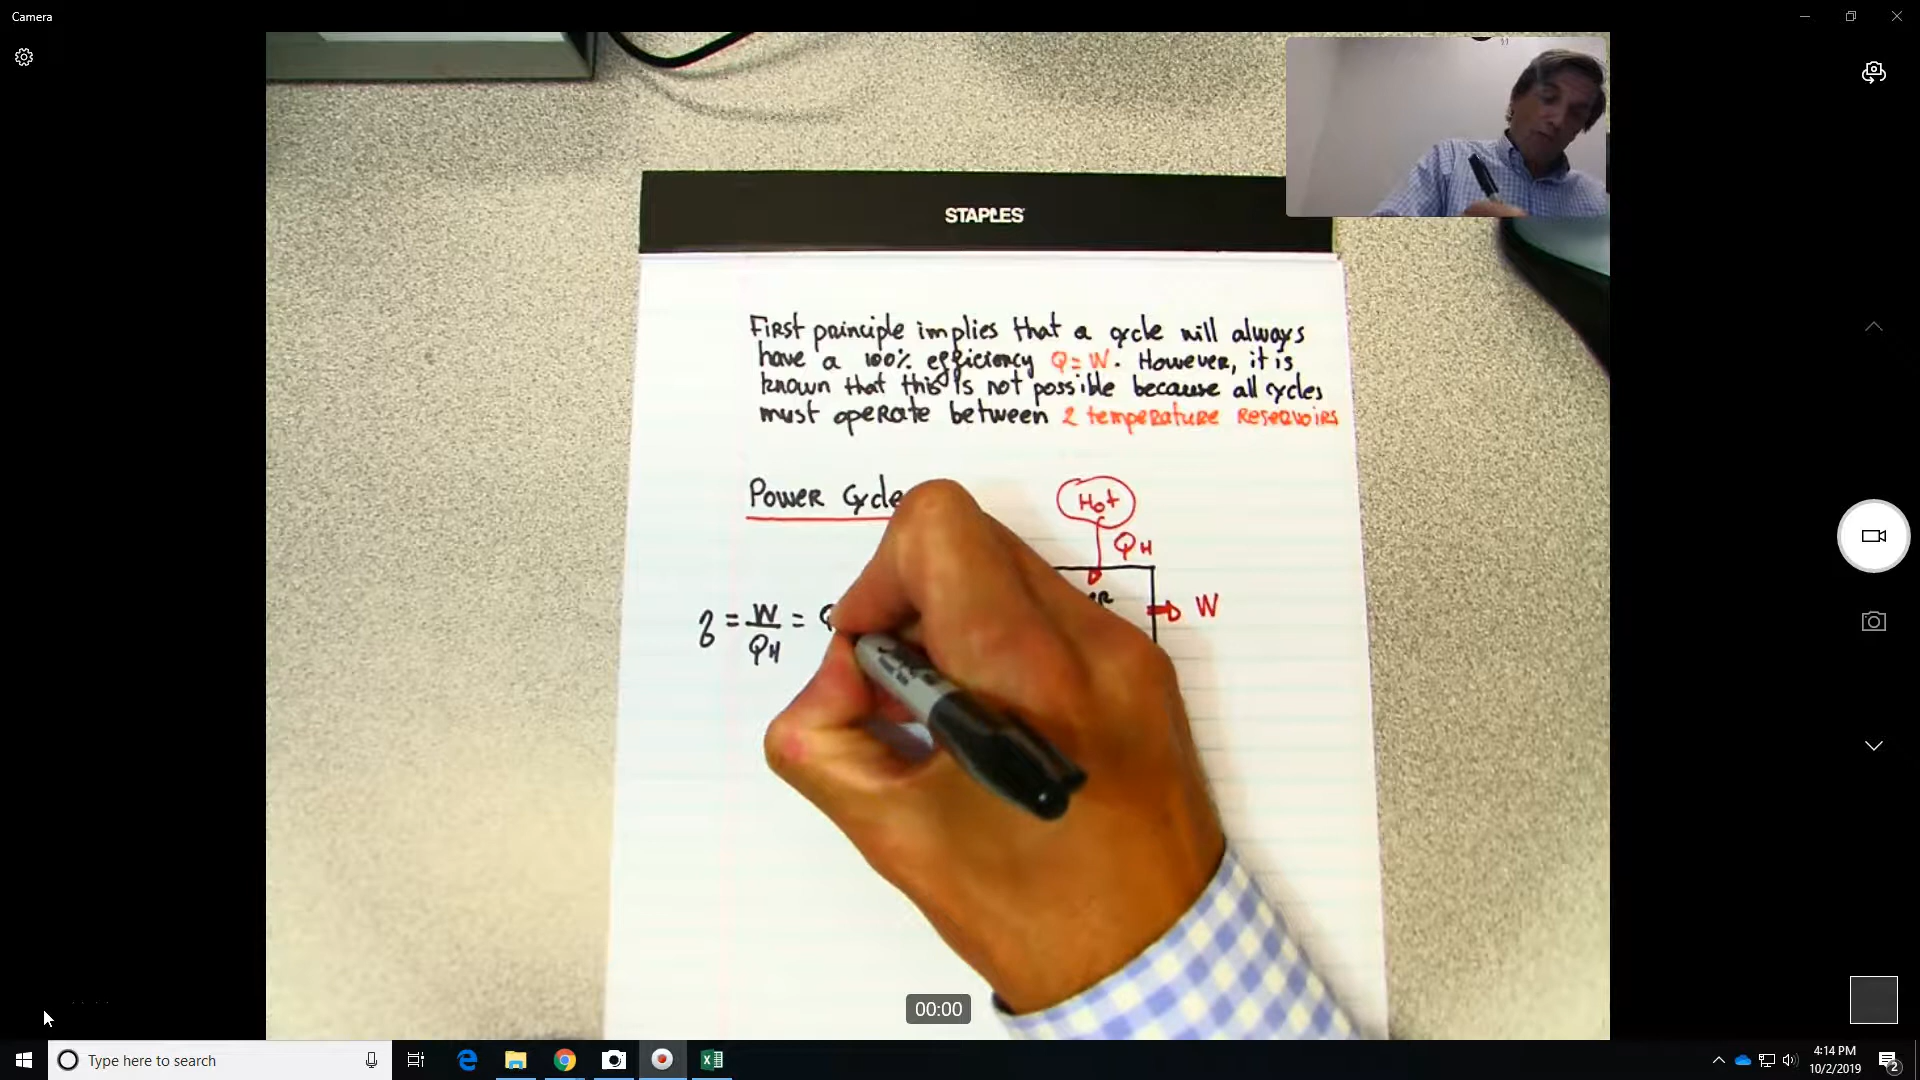 Camera
STAPLES
First principle implies that a cycle will always
have a 100% efficiency Q = W. However, it is
known that this is not possible because all cycles
must operate between 2 temperature Reservoirs
Power Cycle
Hot
QH
W
= W/QH =
00:00
Type here to search
4:14 PM
10/2/2019
2